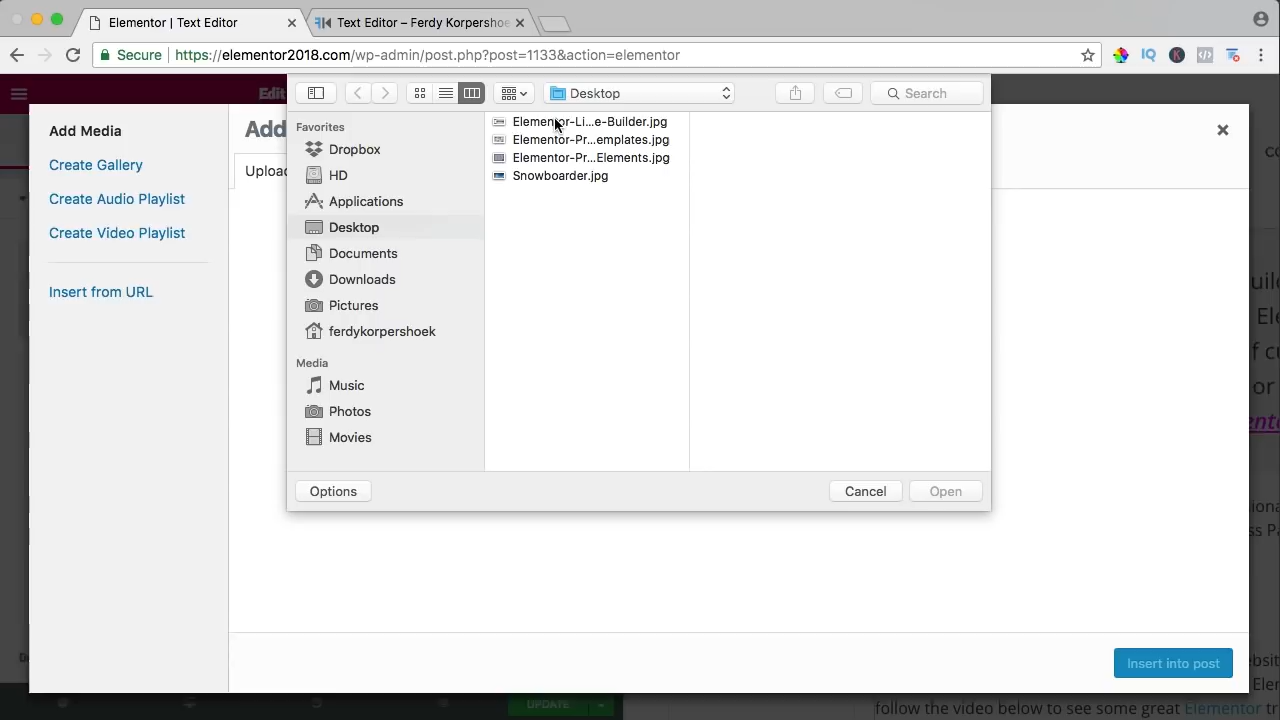 Elementor | Text Editor
Text Editor – Ferdy Korpersho
Secure
https://elementor2018.com/wp-admin/post.php?post=1133&action=elementor
IQ
K
Edit
Desktop
Search
Add Media
Create Gallery
Create Audio Playlist
Create Video Playlist
Insert from URL
Add
Uploa
Favorites
Dropbox
HD
Applications
Desktop
Documents
Downloads
Pictures
ferdykorpershoek
Media
Music
Photos
Movies
Elementor-Li...e-Builder.jpg
Elementor-Pr...emplates.jpg
Elementor-Pr...Elements.jpg
Snowboarder.jpg
Options
Cancel
Open
Insert into post
UPDATE
follow the video below to see some great Elementor